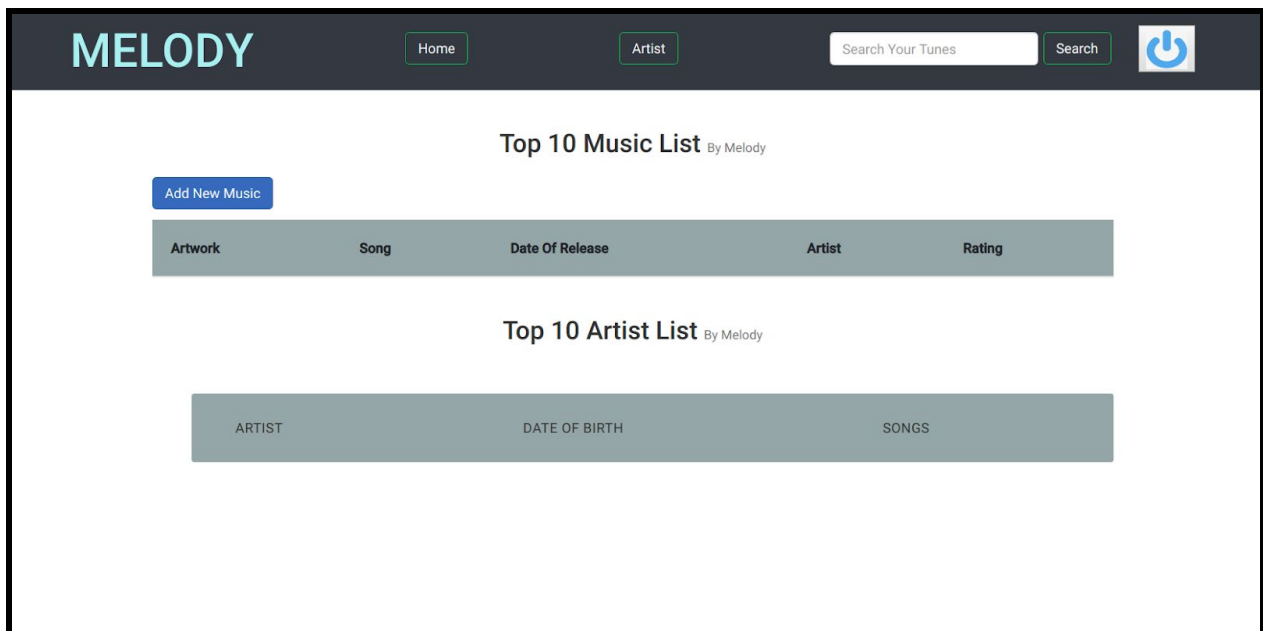 MELODY Home Artist Search Your Tunes Search
Top 10 Music List By Melody
Add New Music
Artwork Song Date Of Release Artist Rating
Top 10 Artist List By Melody
ARTIST DATE OF BIRTH SONGS